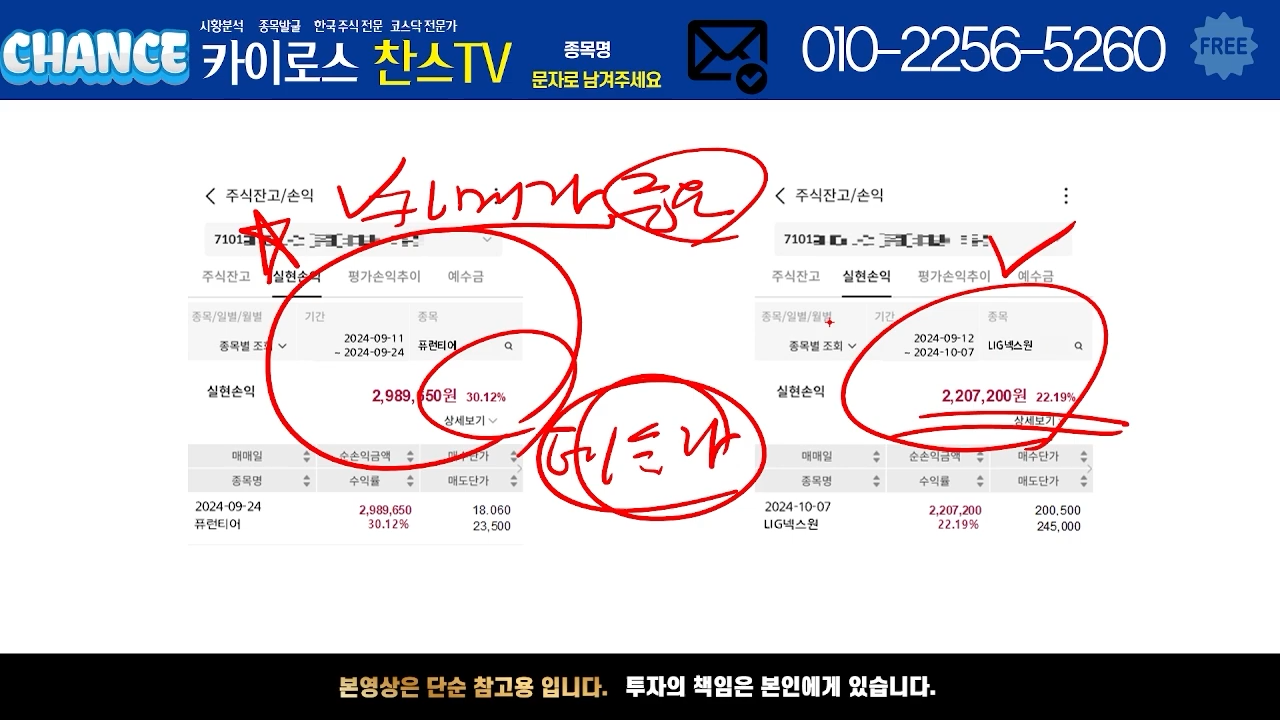 CHANCE
시황분석 종목발굴 한국 주식 전문 코스닥 전문가
카이로스 찬스TV
종목명
문자로 남겨주세요
010-2256-5260
FREE
주식잔고/손익
7101
주식잔고 실현손익 평가손익추이 예수금
종목/일별/월별 기간 종목
종목별 조회 2024-09-11 ~ 2024-09-24 퓨런티어
실현손익 2,989,650원 30.12%
상세보기
매매일 순손익금액 매수단가
종목명 수익률 매도단가
2024-09-24 2,989,650 18.060
퓨런티어 30.12% 23,500
중요
주식잔고/손익
7101
주식잔고 실현손익 평가손익추이 예수금
종목/일별/월별 기간 종목
종목별 조회 2024-09-12 ~ 2024-10-07 LIG넥스원
실현손익 2,207,200원 22.19%
상세보기
매매일 순손익금액 매수단가
종목명 수익률 매도단가
2024-10-07 2,207,200 200,500
LIG넥스원 22.19% 245,000
본영상은 단순 참고용 입니다. 투자의 책임은 본인에게 있습니다.